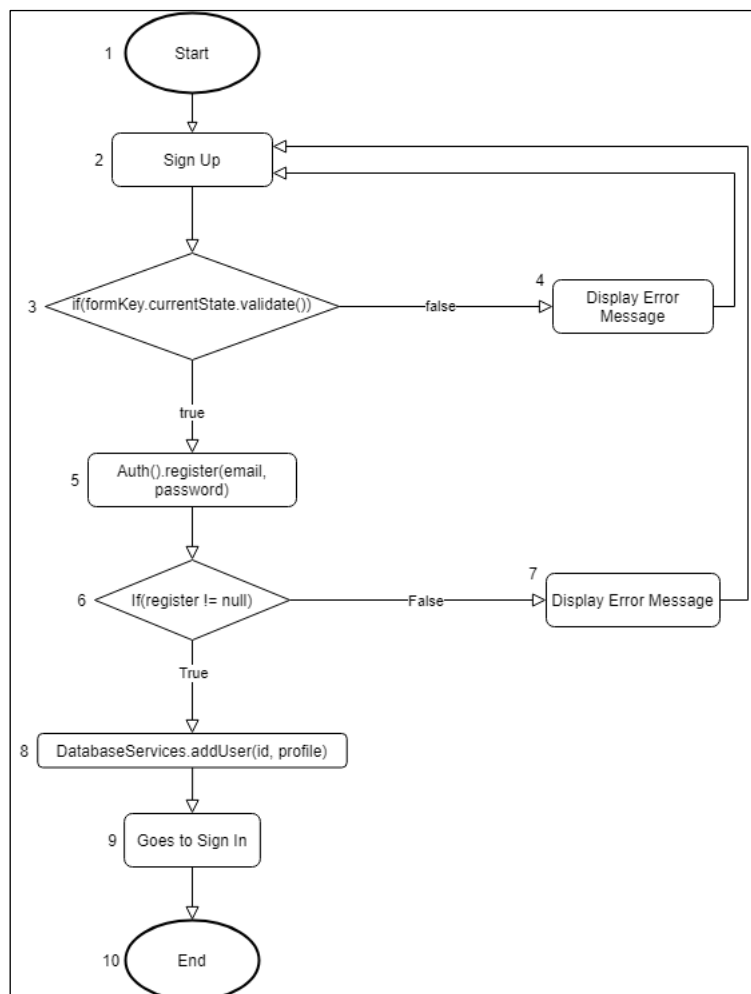 1
Start
2
Sign Up
3
if(formKey.currentState.validate())
false
4
Display Error
Message
true
5
Auth().register(email,
password)
6
If(register != null)
False
7
Display Error Message
True
8
DatabaseServices.addUser(id, profile)
9
Goes to Sign In
10
End